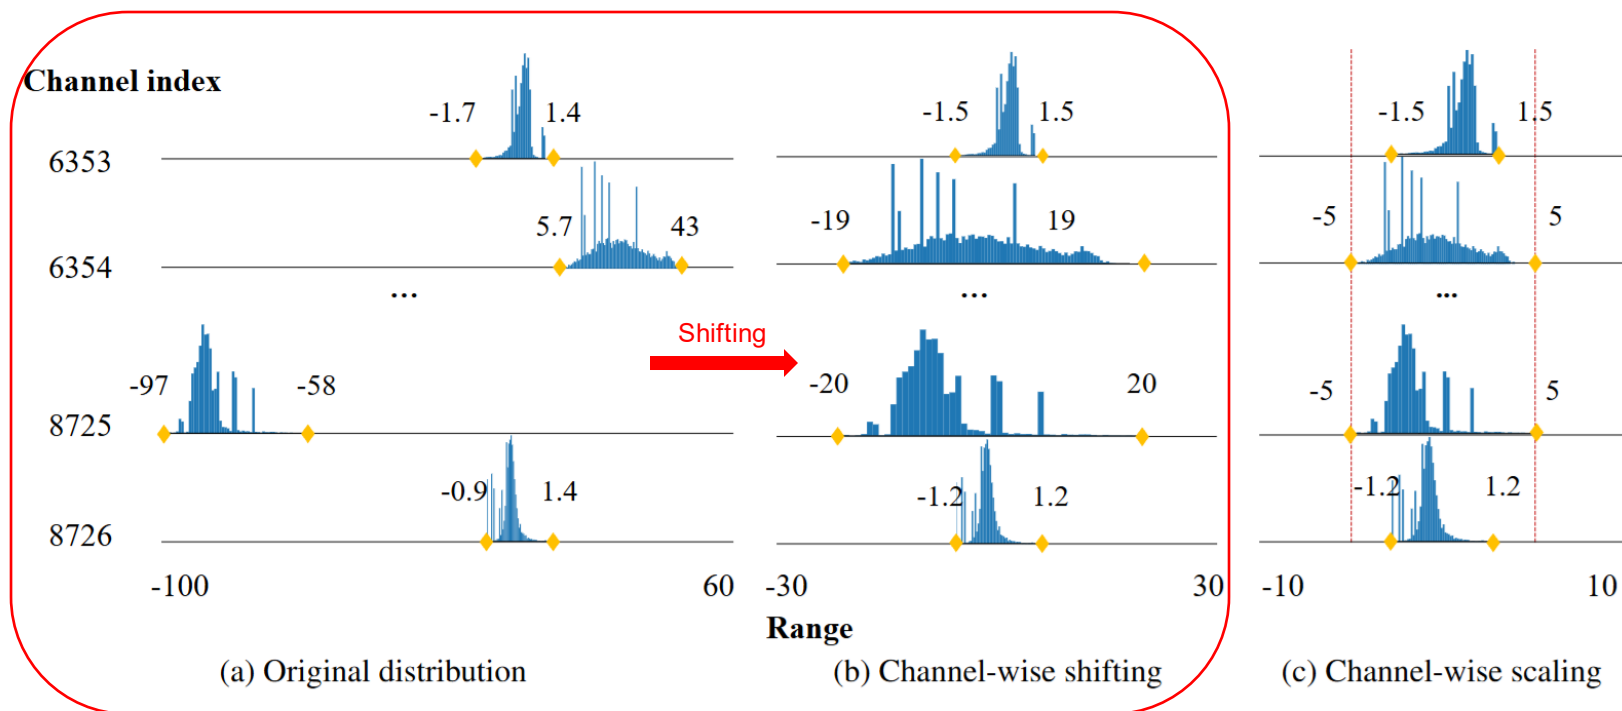 Channel index
-1.7 1.4 -1.5 1.5 -1.5 1.5
6353
5.7 43 -19 19 -5 5
6354
... ... ...
Shifting
-97 -58 -20 20 -5 5
8725
-0.9 1.4 -1.2 1.2 -1.2 1.2
8726
-100 60 -30 30 -10 10
Range
(a) Original distribution (b) Channel-wise shifting (c) Channel-wise scaling